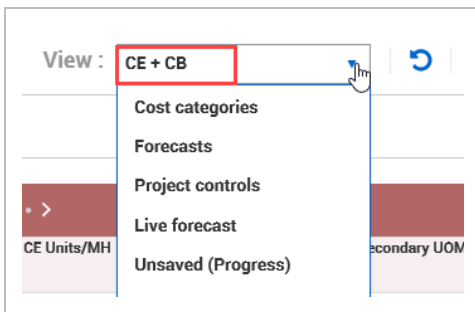 View : CE + CB
Cost categories
Forecasts
Project controls
Live forecast
Unsaved (Progress)
CE Units/MH
econdary UOM